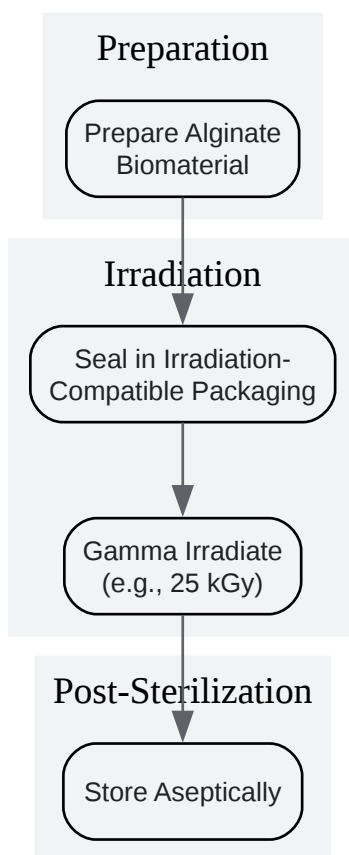 Preparation
Prepare Alginate
Biomaterial
Irradiation
Seal in Irradiation-
Compatible Packaging
Gamma Irradiate
(e.g., 25 kGy)
Post-Sterilization
Store Aseptically